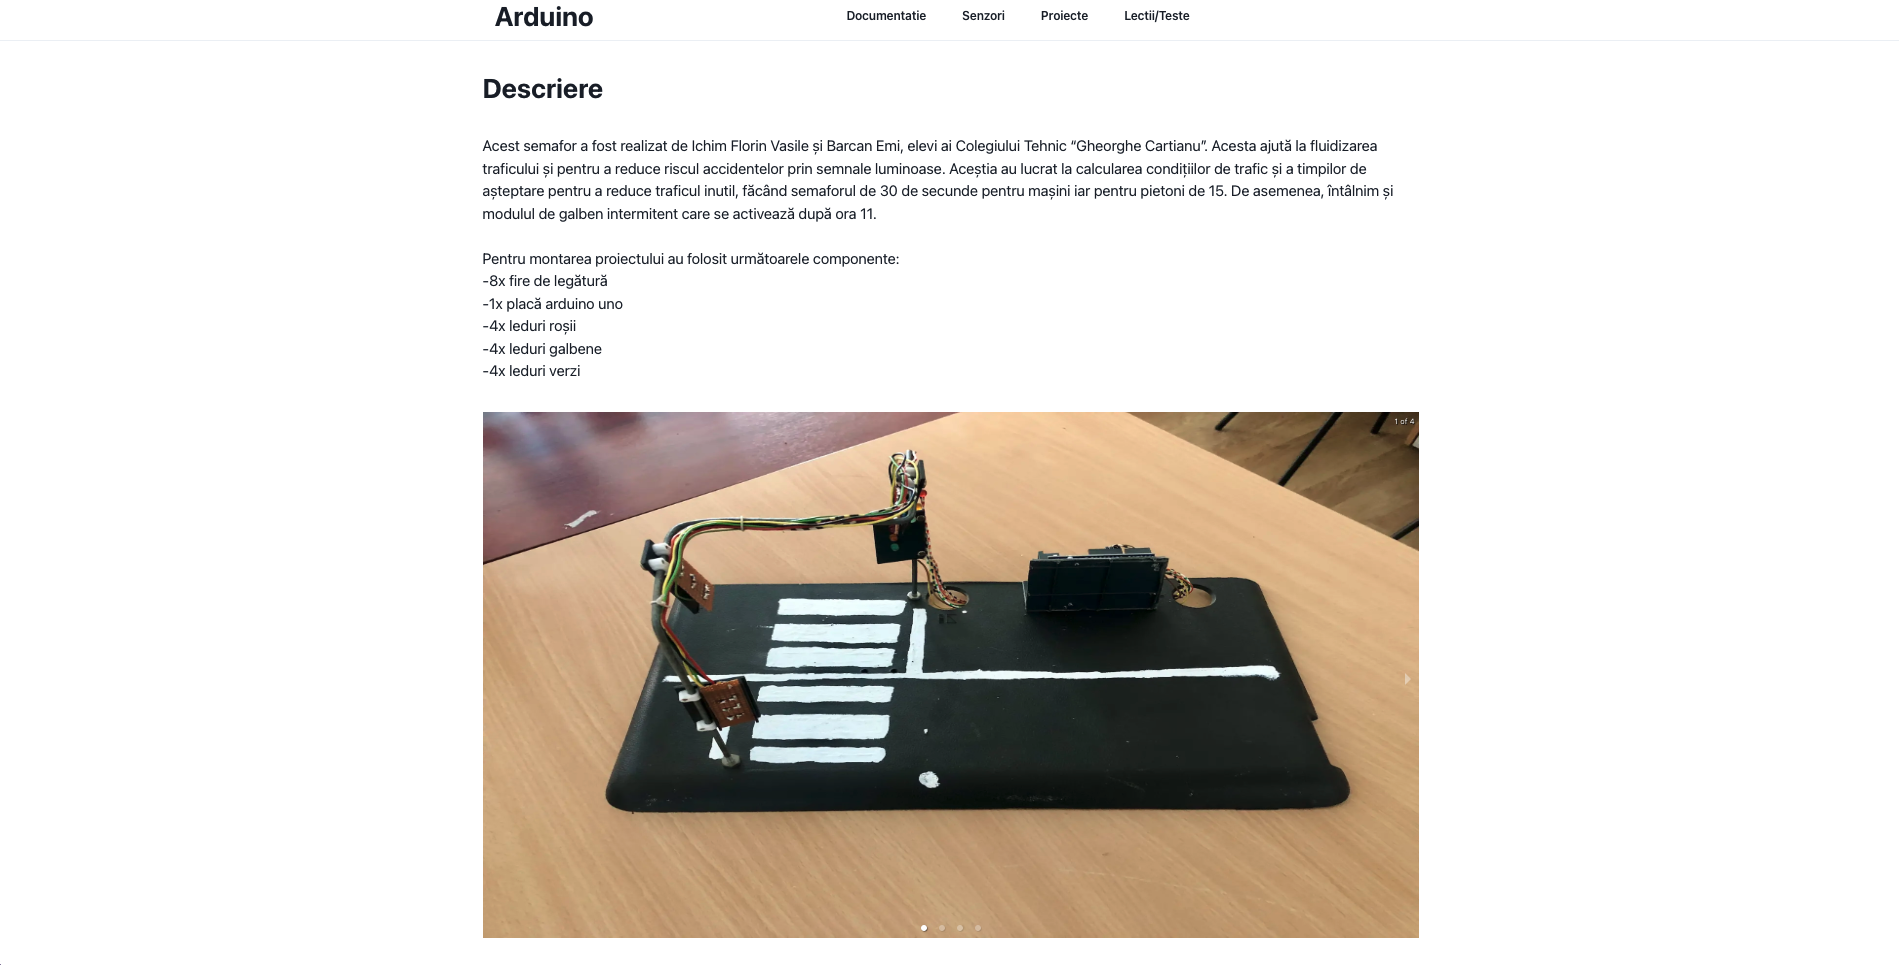 Arduino
Documentatie Senzori Proiecte Lectii/Teste
Descriere
Acest semafor a fost realizat de Ichim Florin Vasile și Barcan Emi, elevi ai Colegiului Tehnic “Gheorghe Cartianu”. Acesta ajută la fluidizarea
traficului și pentru a reduce riscul accidentelor prin semnale luminoase. Aceștia au lucrat la calcularea condițiilor de trafic și a timpilor de
așteptare pentru a reduce traficul inutil, făcând semaforul de 30 de secunde pentru mașini iar pentru pietoni de 15. De asemenea, întâlnim și
modulul de galben intermitent care se activează după ora 11.
Pentru montarea proiectului au folosit următoarele componente:
-8x fire de legătură
-1x placă arduino uno
-4x leduri roșii
-4x leduri galbene
-4x leduri verzi
1 of 4